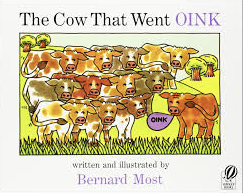 The Cow That Went OINK
OINK
written and illustrated by
Bernard Most